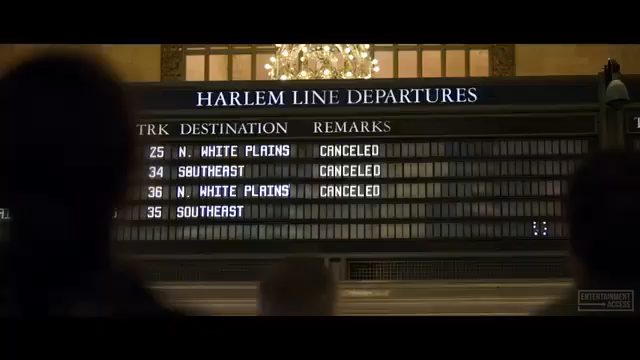 HARLEM LINE DEPARTURES
TRK DESTINATION REMARKS
25 N. WHITE PLAINS CANCELED
34 SOUTHEAST CANCELED
36 N. WHITE PLAINS CANCELED
35 SOUTHEAST
ENTERTAINMENT
ACCESS